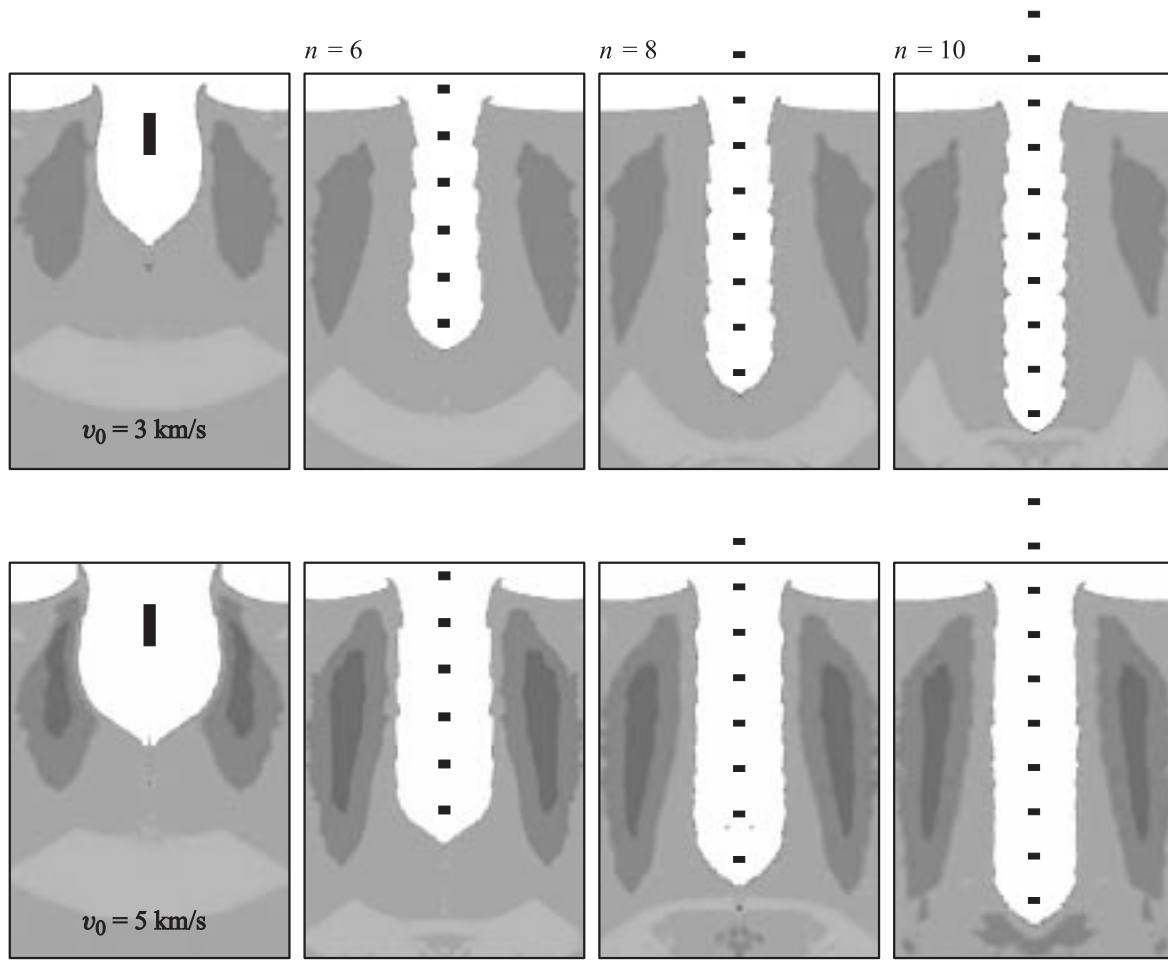 n = 6
n = 8
n = 10
v₀ = 3 km/s
v₀ = 5 km/s